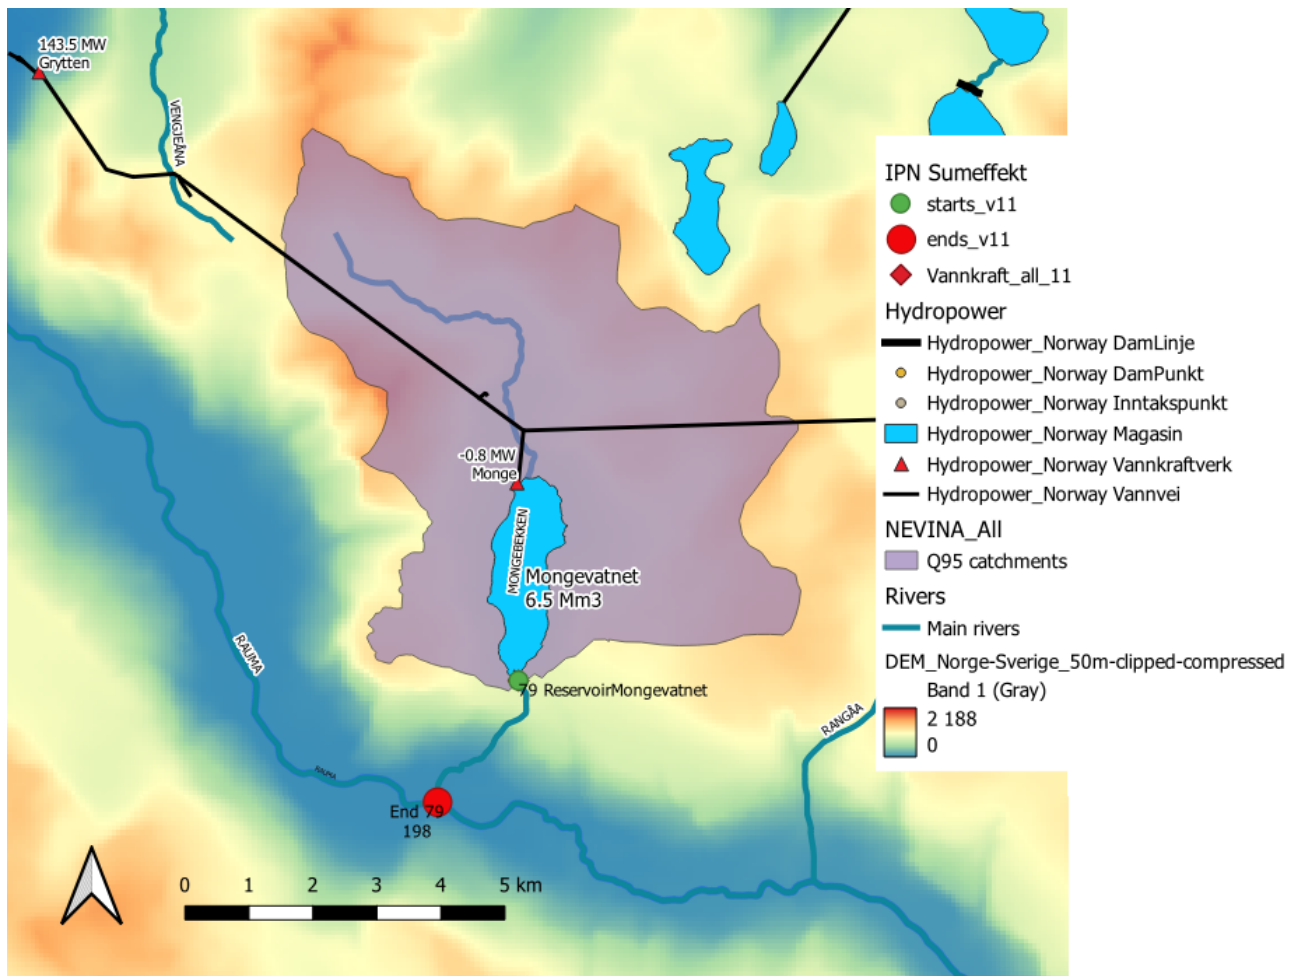 143.5 MW
Grytten
VENGJEÅNA
-0.8 MW
Monge
MONGEBEKKEN
Mongevatnet
6.5 Mm3
79 ReservoirMongevatnet
RAUMA
RAUMA
End 79
198
RANGÅA
0 1 2 3 4 5 km
IPN Sumeffekt
starts_v11
ends_v11
Vannkraft_all_11
Hydropower
Hydropower_Norway DamLinje
Hydropower_Norway DamPunkt
Hydropower_Norway Inntakspunkt
Hydropower_Norway Magasin
Hydropower_Norway Vannkraftverk
Hydropower_Norway Vannvei
NEVINA_All
Q95 catchments
Rivers
Main rivers
DEM_Norge-Sverige_50m-clipped-compressed
Band 1 (Gray)
2 188
0